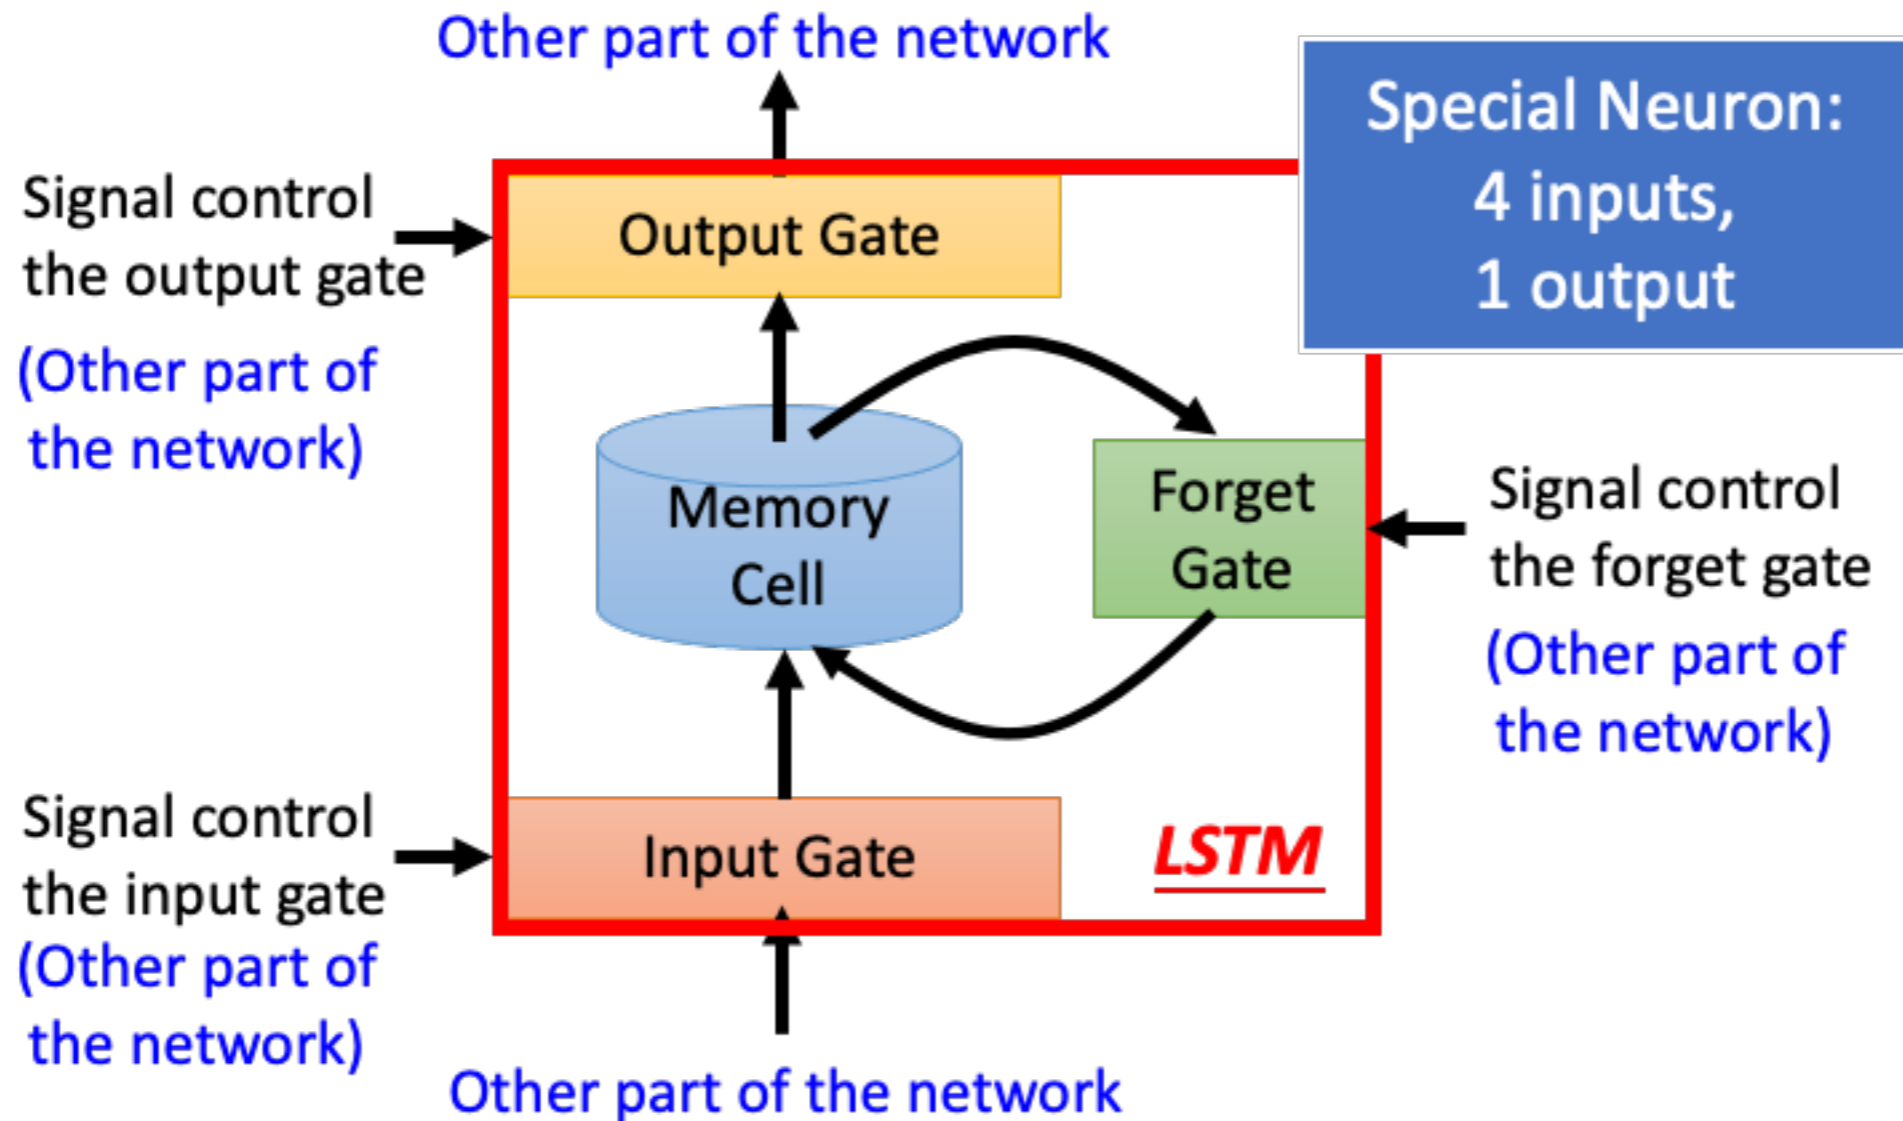 Other part of the network
Special Neuron:
4 inputs,
1 output
Signal control
the output gate
(Other part of
the network)
Output Gate
Memory
Cell
Forget
Gate
Signal control
the forget gate
(Other part of
the network)
Signal control
the input gate
(Other part of
the network)
Input Gate
LSTM
Other part of the network